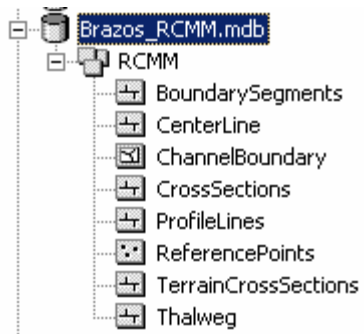 Brazos_RCMM.mdb
RCMM
BoundarySegments
CenterLine
ChannelBoundary
CrossSections
ProfileLines
ReferencePoints
TerrainCrossSections
Thalweg